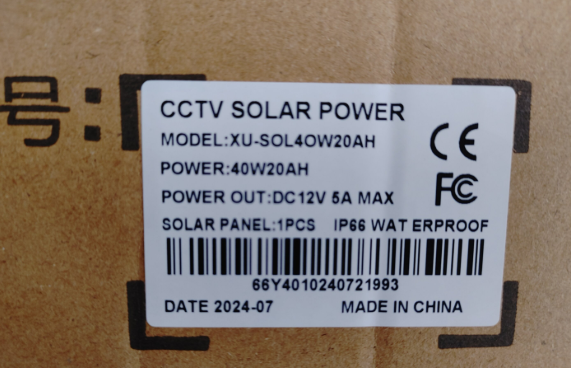 号:
CCTV SOLAR POWER
MODEL:XU-SOL40W20AH
POWER:40W20AH
POWER OUT:DC12V 5A MAX
SOLAR PANEL:1PCS IP66 WAT ERPROOF
66Y4010240721993
DATE 2024-07 MADE IN CHINA
CE
FC